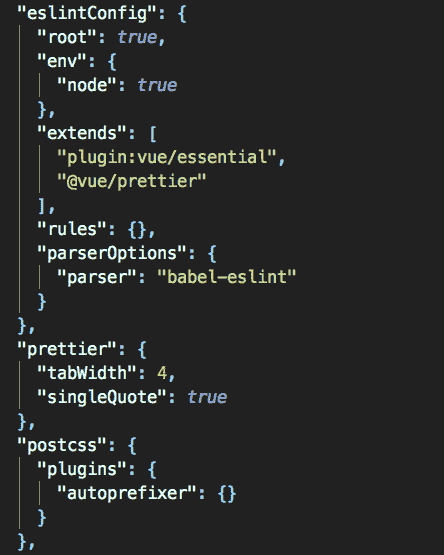 "eslintConfig": {
"root": true,
"env": {
"node": true
},
"extends": [
"plugin:vue/essential",
"@vue/prettier"
],
"rules": {},
"parserOptions": {
"parser": "babel-eslint"
}
},
"prettier": {
"tabWidth": 4,
"singleQuote": true
},
"postcss": {
"plugins": {
"autoprefixer": {}
}
},